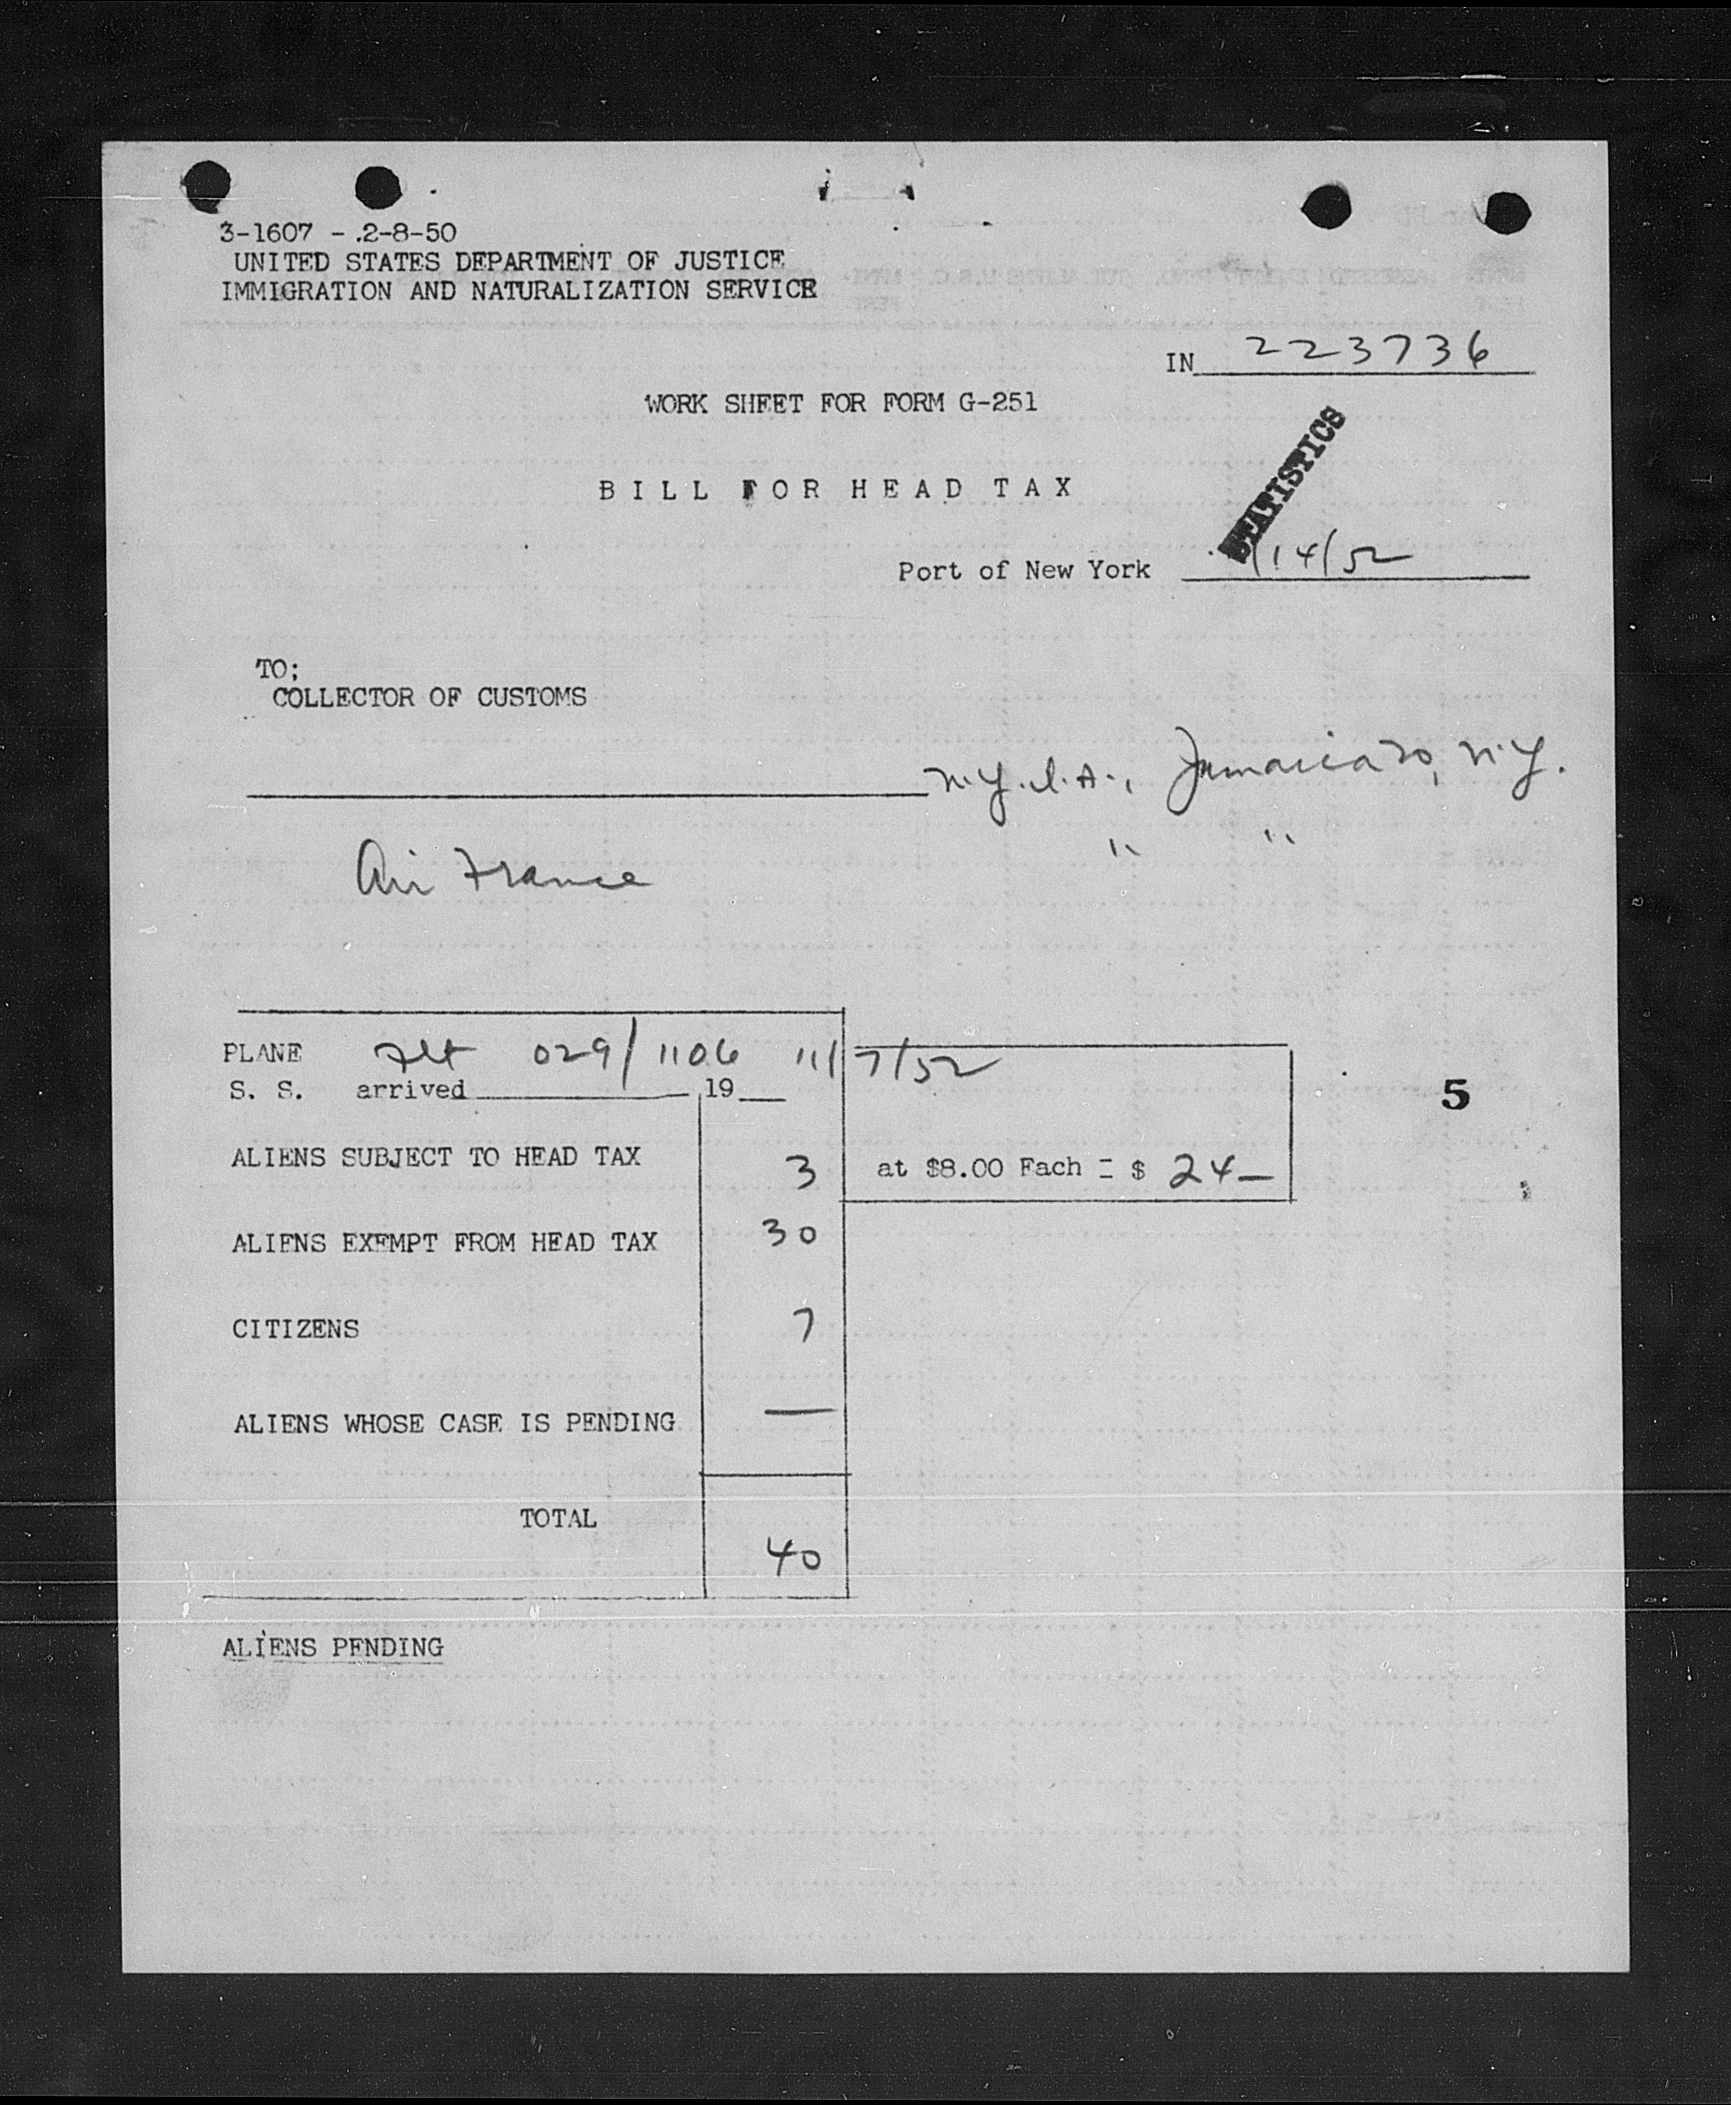 3-1607 - .2-8-50
UNITED STATES DEPARTMENT OF JUSTICE
IMMIGRATION AND NATURALIZATION SERVICE
IN 223736
WORK SHEET FOR FORM G-251
STATISTICS
BILL FOR HEAD TAX
Port of New York /14/52
TO;
COLLECTOR OF CUSTOMS
N.Y.I.A., Jamaica 30, N.Y.
" "
Air France
PLANE Flt 029/1106 11/7/52
S. S. arrived 19
5
ALIENS SUBJECT TO HEAD TAX 3 at $8.00 Each = $ 24—
ALIENS EXEMPT FROM HEAD TAX 30
CITIZENS 7
ALIENS WHOSE CASE IS PENDING —
TOTAL
40
ALIENS PENDING